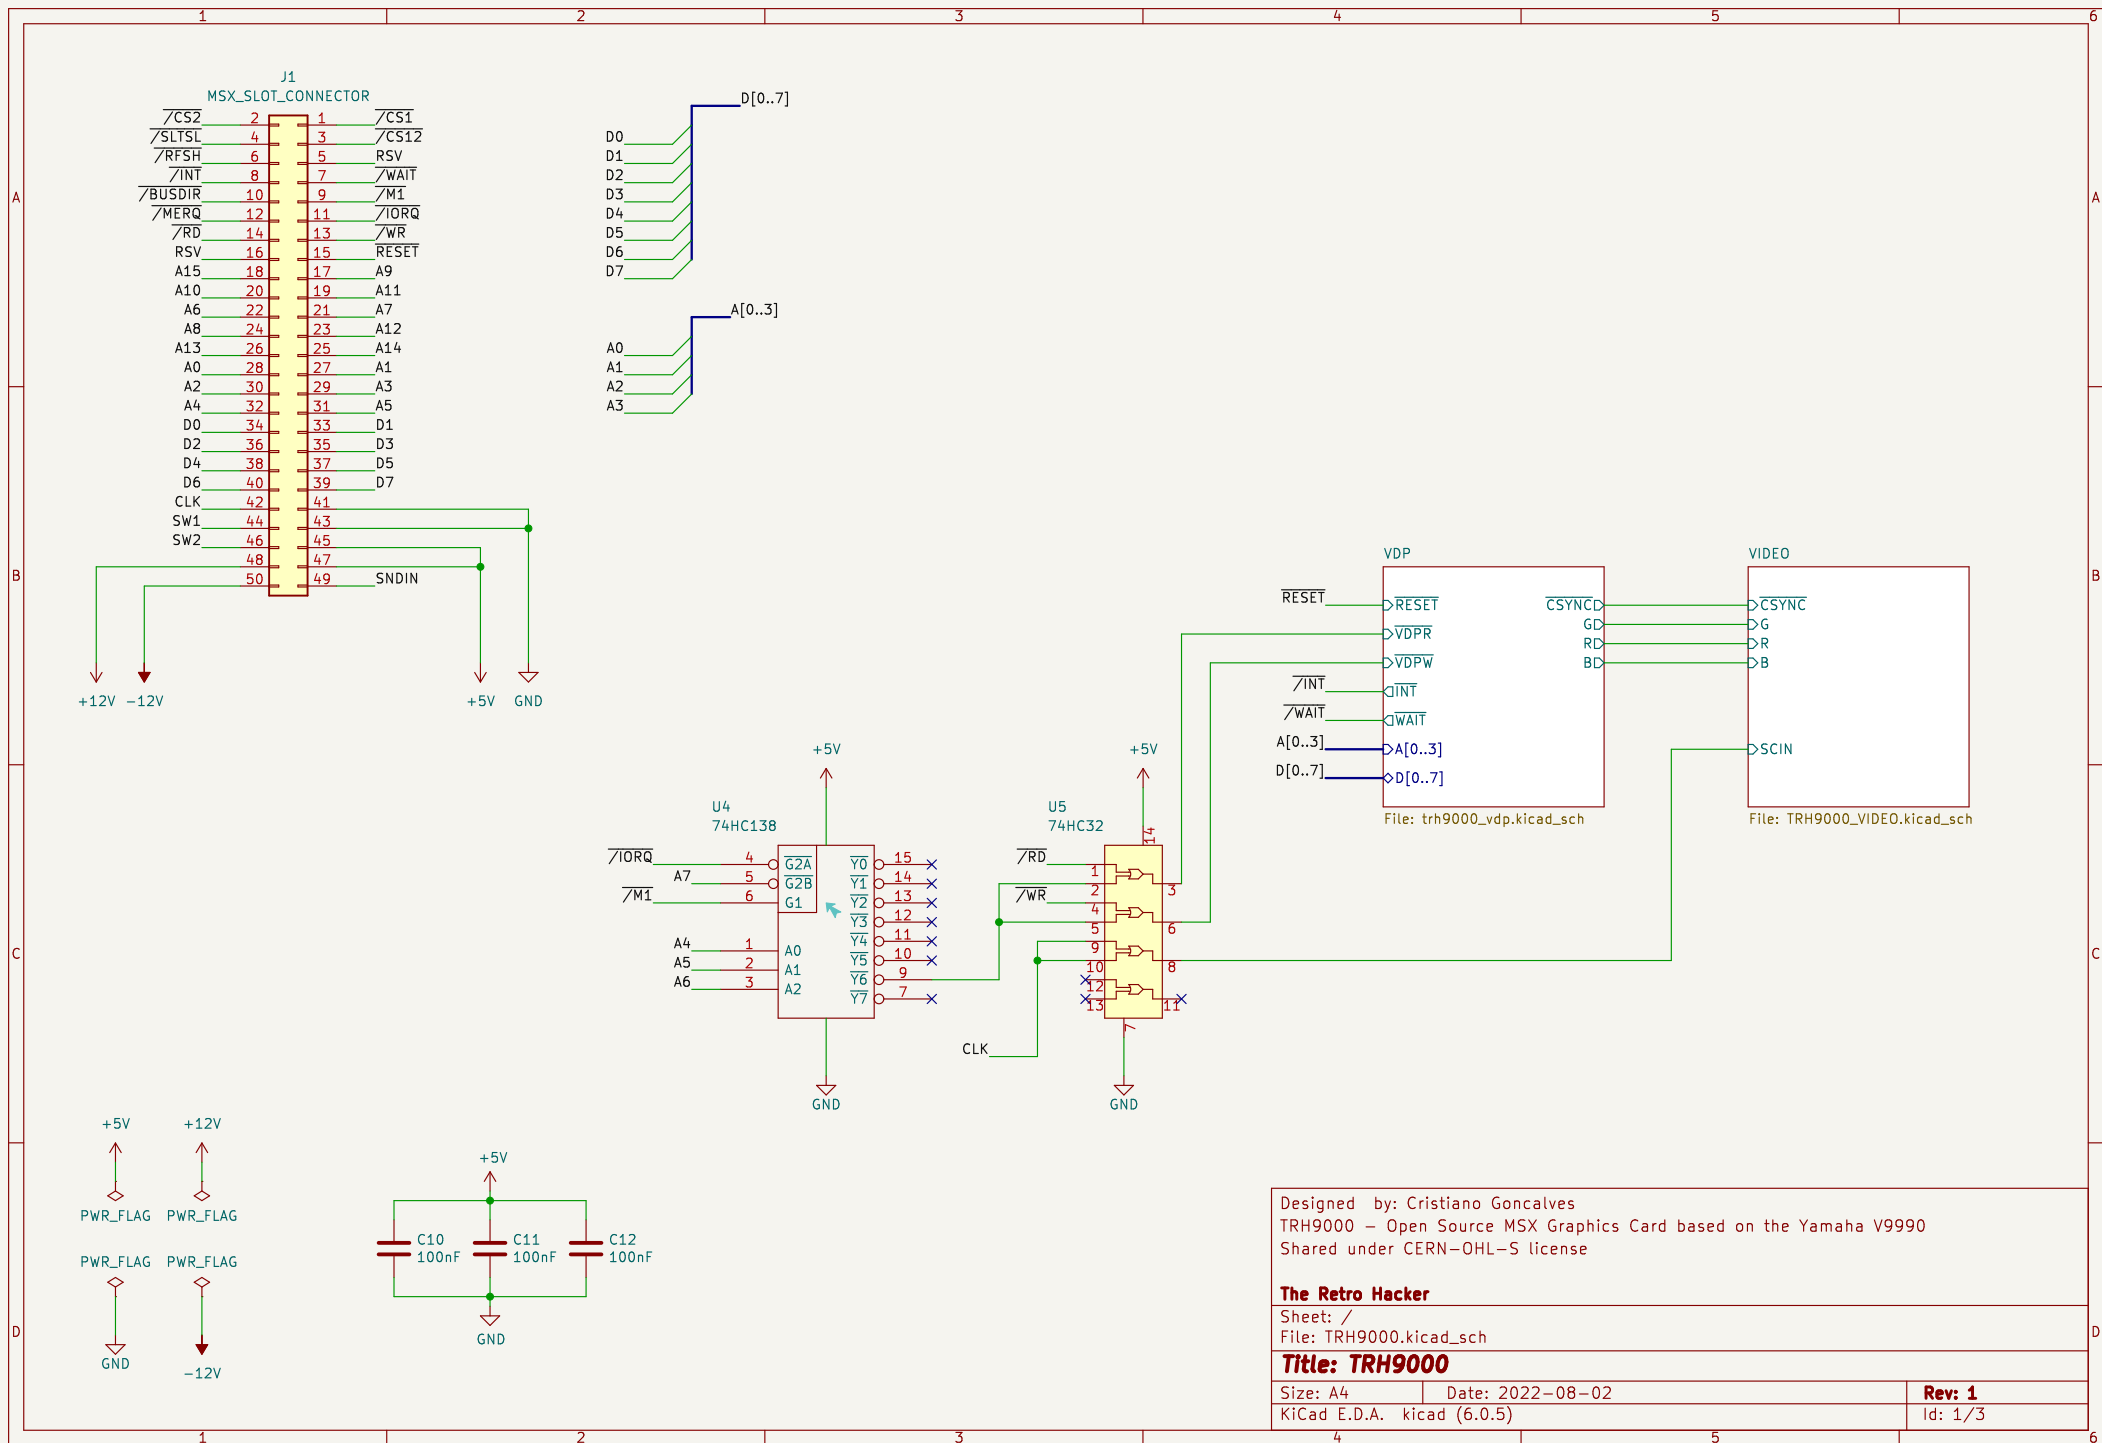 1 2 3 4 5 6
A
B
C
D
A
B
C
D
J1
MSX_SLOT_CONNECTOR
/CS2 2 1 /CS1
/SLTSL 4 3 /CS12
/RFSH 6 5 RSV
/INT 8 7 /WAIT
/BUSDIR 10 9 /M1
/MERQ 12 11 /IORQ
/RD 14 13 /WR
RSV 16 15 RESET
A15 18 17 A9
A10 20 19 A11
A6 22 21 A7
A8 24 23 A12
A13 26 25 A14
A0 28 27 A1
A2 30 29 A3
A4 32 31 A5
D0 34 33 D1
D2 36 35 D3
D4 38 37 D5
D6 40 39 D7
CLK 42 41
SW1 44 43
SW2 46 45
48 47
50 49 SNDIN
+12V -12V +5V GND
D[0..7]
D0
D1
D2
D3
D4
D5
D6
D7
A[0..3]
A0
A1
A2
A3
VDP
RESET RESET CSYNC
G
VDPR R
VDPW B
/INT INT
/WAIT WAIT
A[0..3] A[0..3]
D[0..7] D[0..7]
File: trh9000_vdp.kicad_sch
VIDEO
CSYNC
G
R
B
SCIN
File: TRH9000_VIDEO.kicad_sch
+5V
U4
74HC138
/IORQ 4 G2A Y0 15
A7 5 G2B Y1 14
/M1 6 G1 Y2 13
Y3 12
A4 1 A0 Y4 11
A5 2 A1 Y5 10
Y6 9
A6 3 A2 Y7 7
GND
+5V
U5
74HC32
14
/RD 1
2 3
/WR 4
5 6
9
10 8
12
13 11
7
CLK
GND
+5V +12V
PWR_FLAG PWR_FLAG
PWR_FLAG PWR_FLAG
GND -12V
+5V
C10 C11 C12
100nF 100nF 100nF
GND
Designed  by: Cristiano Goncalves
TRH9000 – Open Source MSX Graphics Card based on the Yamaha V9990
Shared under CERN-OHL-S license
The Retro Hacker
Sheet: /
File: TRH9000.kicad_sch
Title: TRH9000
Size: A4 Date: 2022-08-02 Rev: 1
KiCad E.D.A.  kicad (6.0.5) Id: 1/3
1 2 3 4 5 6